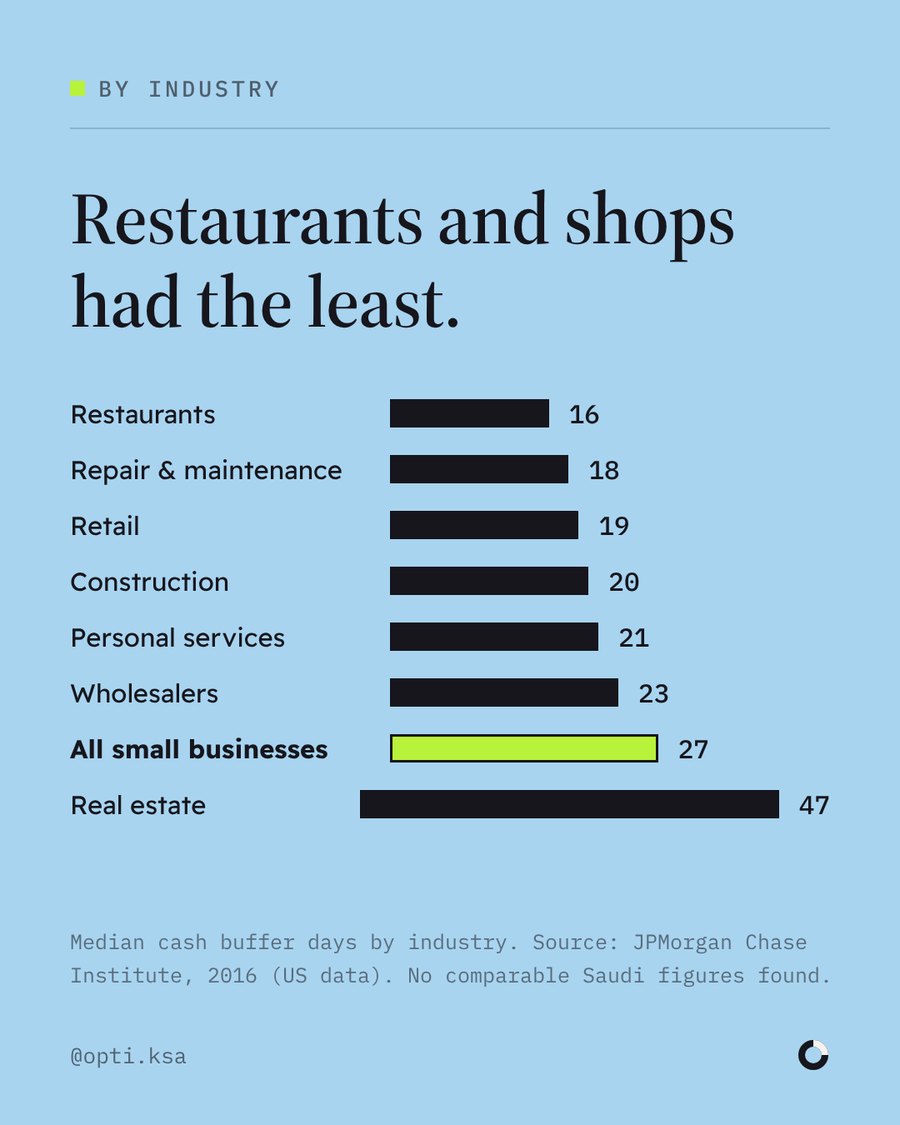 BY INDUSTRY
Restaurants and shops
had the least.
Restaurants 16
Repair & maintenance 18
Retail 19
Construction 20
Personal services 21
Wholesalers 23
All small businesses 27
Real estate 47
Median cash buffer days by industry. Source: JPMorgan Chase
Institute, 2016 (US data). No comparable Saudi figures found.
@opti.ksa